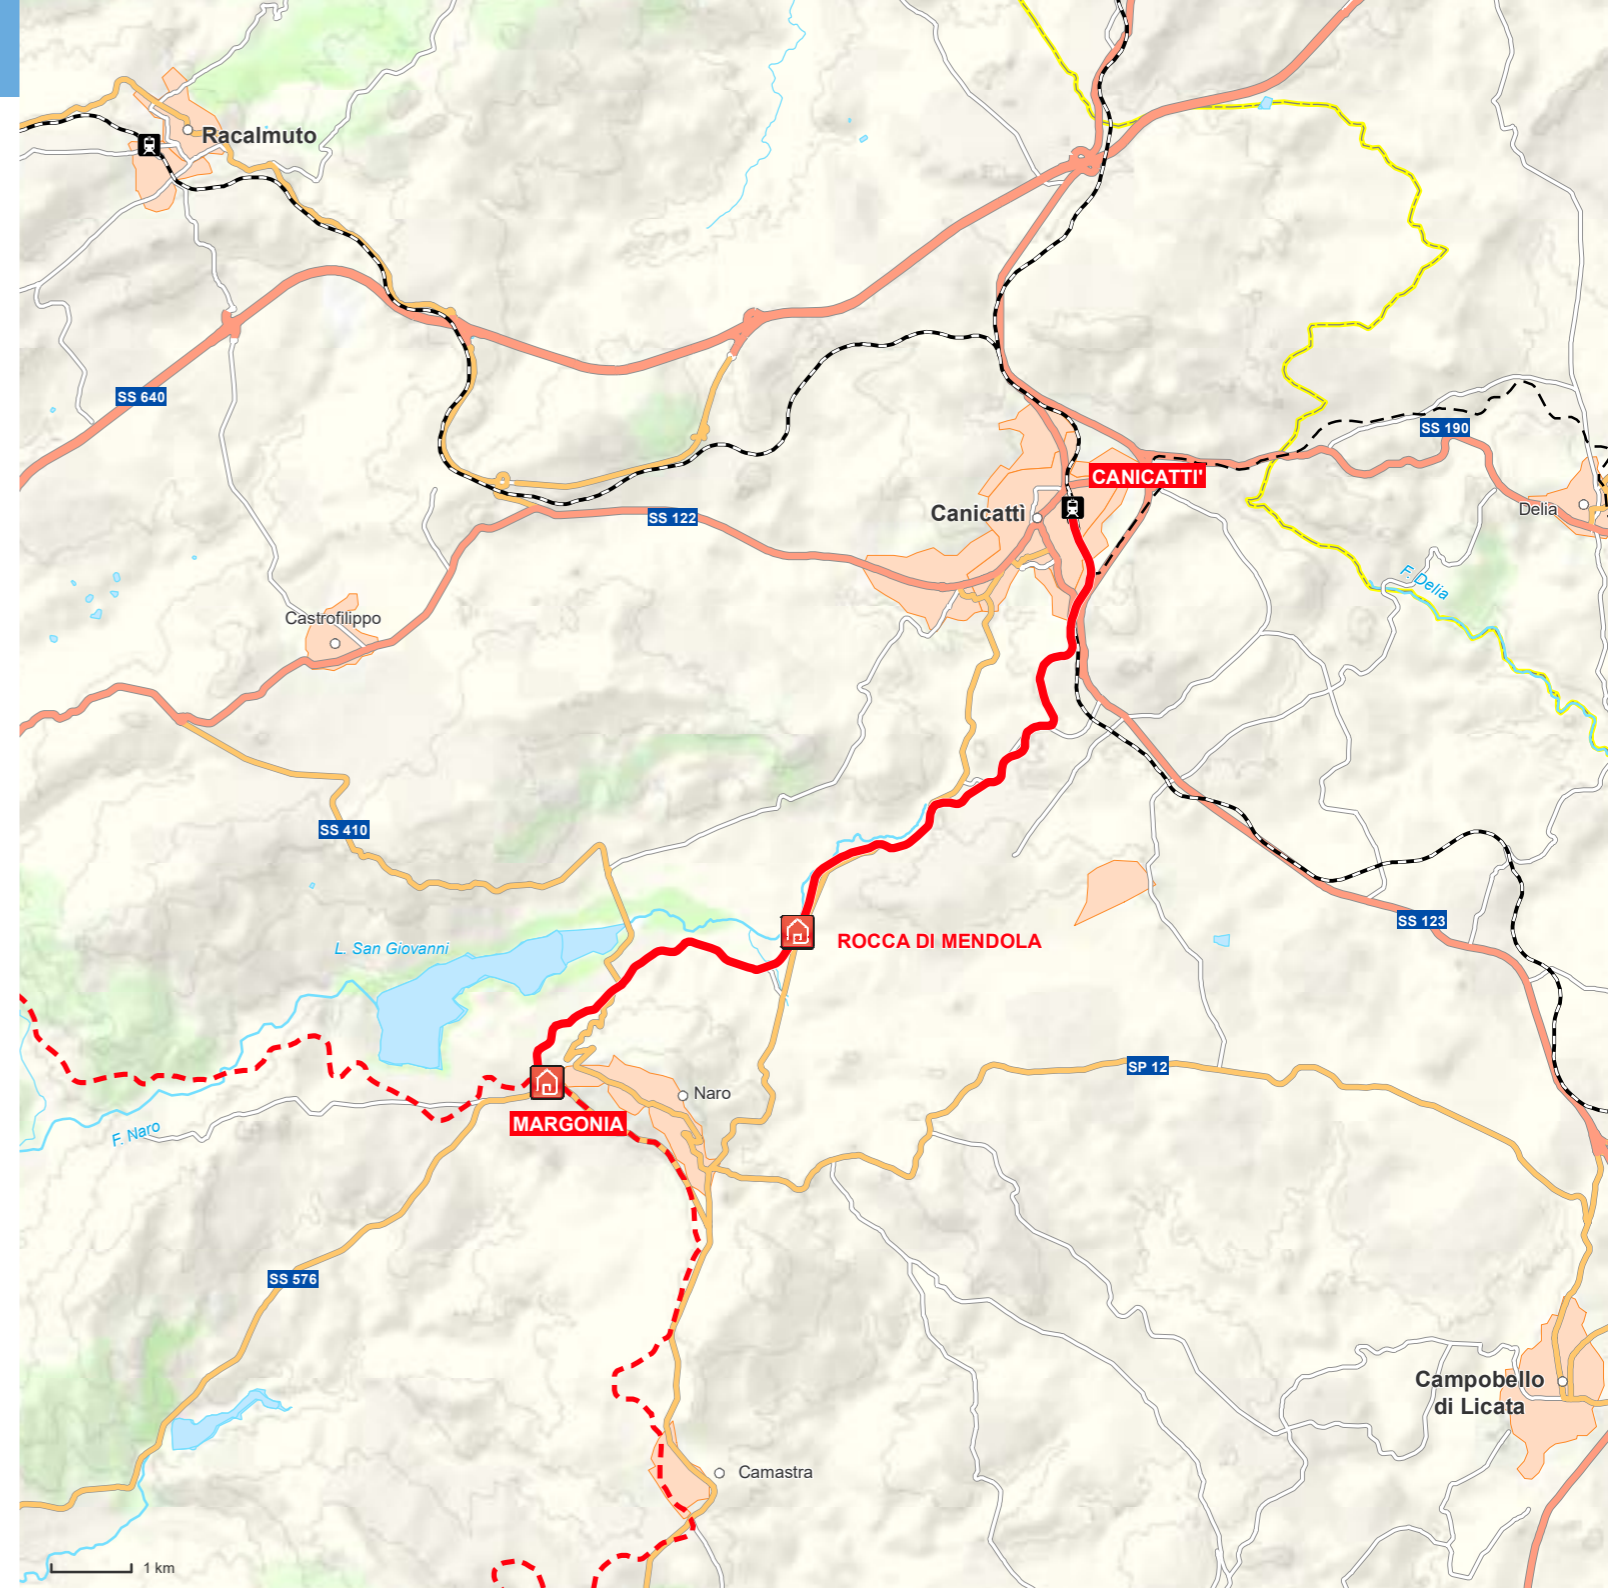 Racalmuto
SS 640
SS 190
CANICATTI'
Canicattì
SS 122
Delia
F. Delia
Castrofilippo
SS 410
SS 123
ROCCA DI MENDOLA
L. San Giovanni
SP 12
Naro
MARGONIA
F. Naro
SS 576
Campobello
di Licata
Camastra
1 km